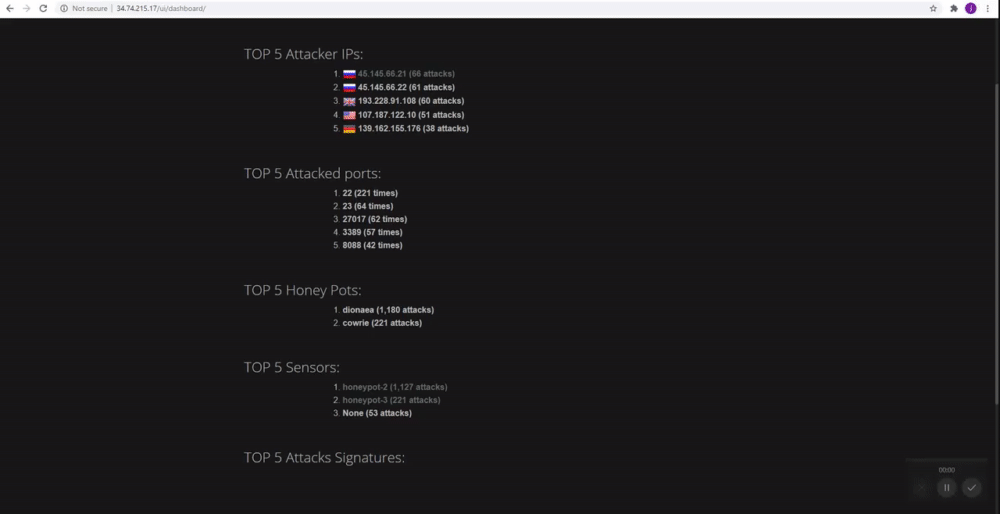 Not secure | 34.74.215.17/ui/dashboard/
TOP 5 Attacker IPs:
1. 45.145.66.21 (66 attacks)
2. 45.145.66.22 (61 attacks)
3. 193.228.91.108 (60 attacks)
4. 107.187.122.10 (51 attacks)
5. 139.162.155.176 (38 attacks)
TOP 5 Attacked ports:
1. 22 (221 times)
2. 23 (64 times)
3. 27017 (62 times)
4. 3389 (57 times)
5. 8088 (42 times)
TOP 5 Honey Pots:
1. dionaea (1,180 attacks)
2. cowrie (221 attacks)
TOP 5 Sensors:
1. honeypot-2 (1,127 attacks)
2. honeypot-3 (221 attacks)
3. None (53 attacks)
TOP 5 Attacks Signatures:
00:00